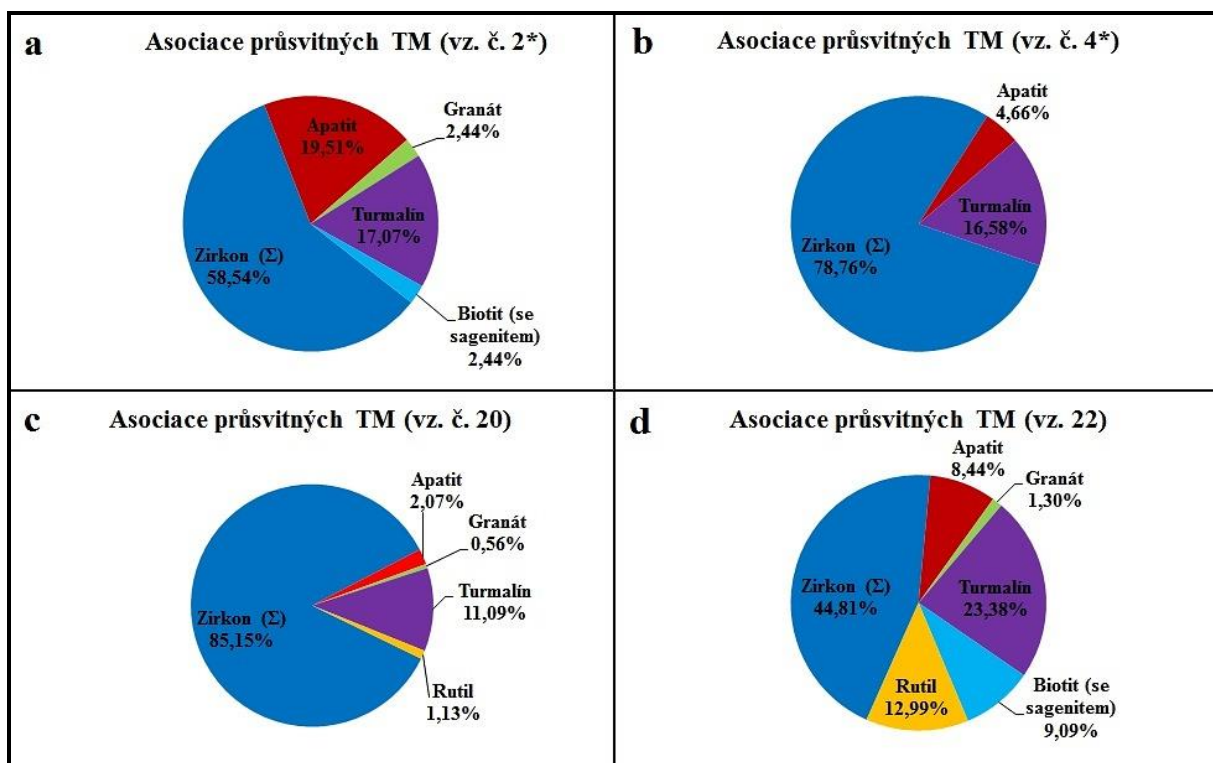 a
Asociace průsvitných TM (vz. č. 2*)
Apatit
19,51%
Granát
2,44%
Turmalín
17,07%
Zirkon (Σ)
58,54%
Biotit (se
sagenitem)
2,44%
b
Asociace průsvitných TM (vz. č. 4*)
Apatit
4,66%
Turmalín
16,58%
Zirkon (Σ)
78,76%
c
Asociace průsvitných TM (vz. č. 20)
Apatit
2,07%
Granát
0,56%
Turmalín
11,09%
Zirkon (Σ)
85,15%
Rutil
1,13%
d
Asociace průsvitných TM (vz. 22)
Apatit
8,44%
Granát
1,30%
Zirkon (Σ)
44,81%
Turmalín
23,38%
Rutil
12,99%
Biotit (se
sagenitem)
9,09%